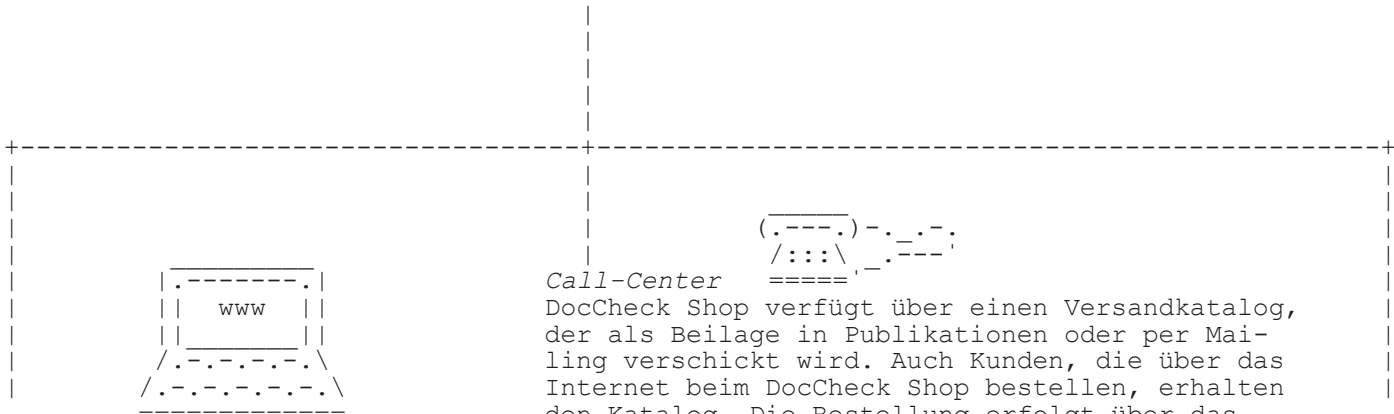 Call-Center
www
DocCheck Shop verfügt über einen Versandkatalog,
der als Beilage in Publikationen oder per Mai-
ling verschickt wird. Auch Kunden, die über das
Internet beim DocCheck Shop bestellen, erhalten
den Katalog. Die Bestellung erfolgt über das